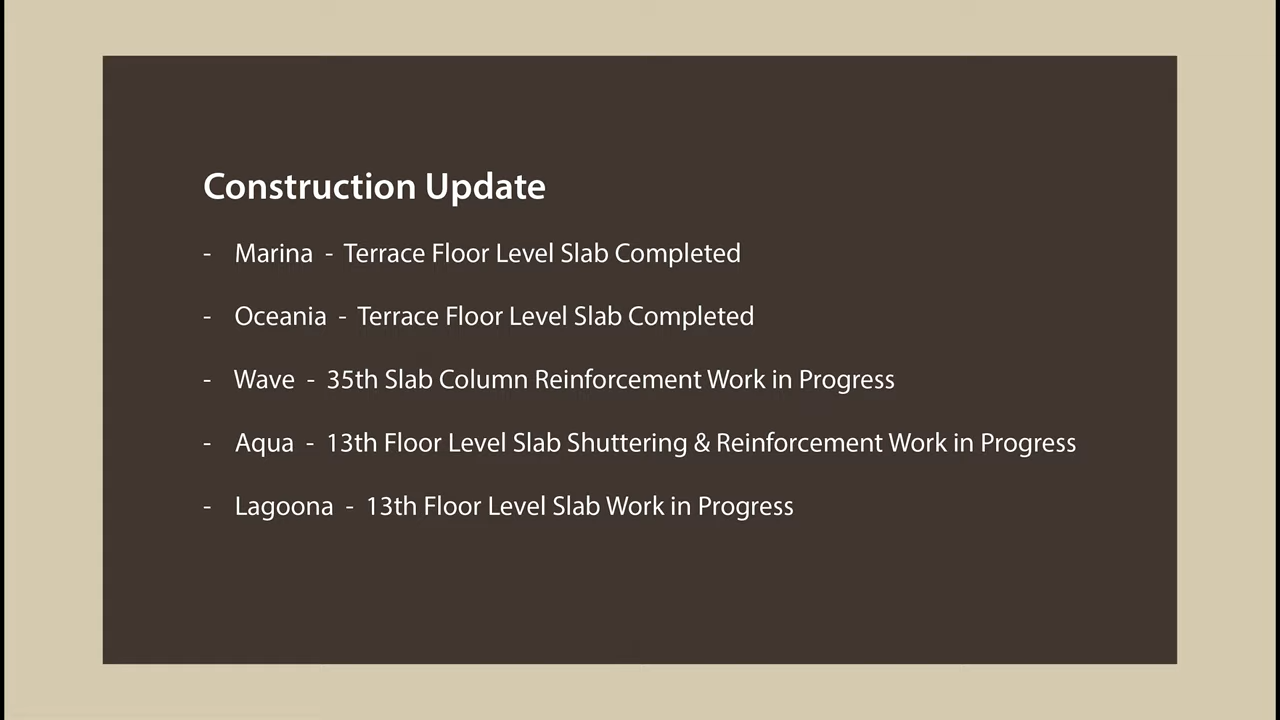 Construction Update
- Marina - Terrace Floor Level Slab Completed
- Oceania - Terrace Floor Level Slab Completed
- Wave - 35th Slab Column Reinforcement Work in Progress
- Aqua - 13th Floor Level Slab Shuttering & Reinforcement Work in Progress
- Lagoona - 13th Floor Level Slab Work in Progress